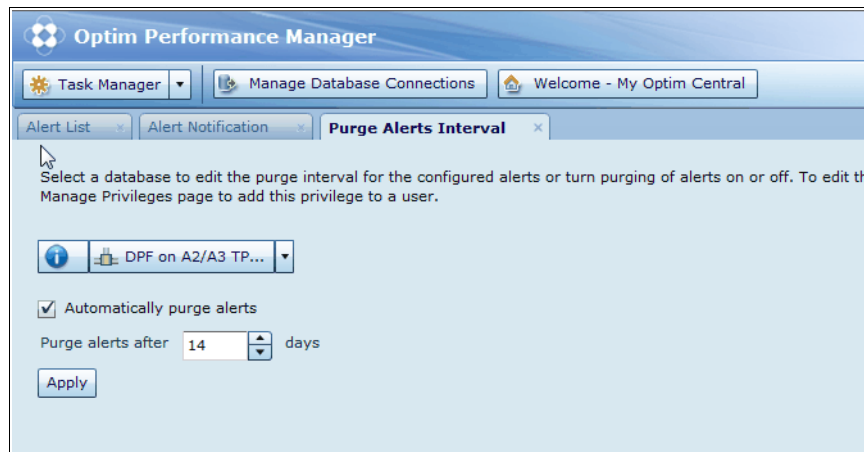 Optim Performance Manager
Task Manager Manage Database Connections Welcome - My Optim Central
Alert List Alert Notification Purge Alerts Interval
Select a database to edit the purge interval for the configured alerts or turn purging of alerts on or off. To edit th
Manage Privileges page to add this privilege to a user.
DPF on A2/A3 TP...
Automatically purge alerts
Purge alerts after 14 days
Apply